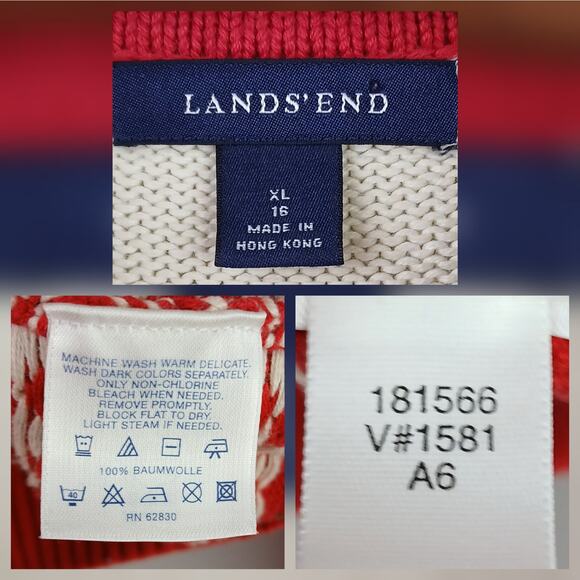 LANDS' END
XL
16
MADE IN
HONG KONG
MACHINE WASH WARM DELICATE.
WASH DARK COLORS SEPARATELY.
ONLY NON-CHLORINE
BLEACH WHEN NEEDED.
REMOVE PROMPTLY.
BLOCK FLAT TO DRY.
LIGHT STEAM IF NEEDED.
100% BAUMWOLLE
40
RN 62830
181566
V#1581
A6